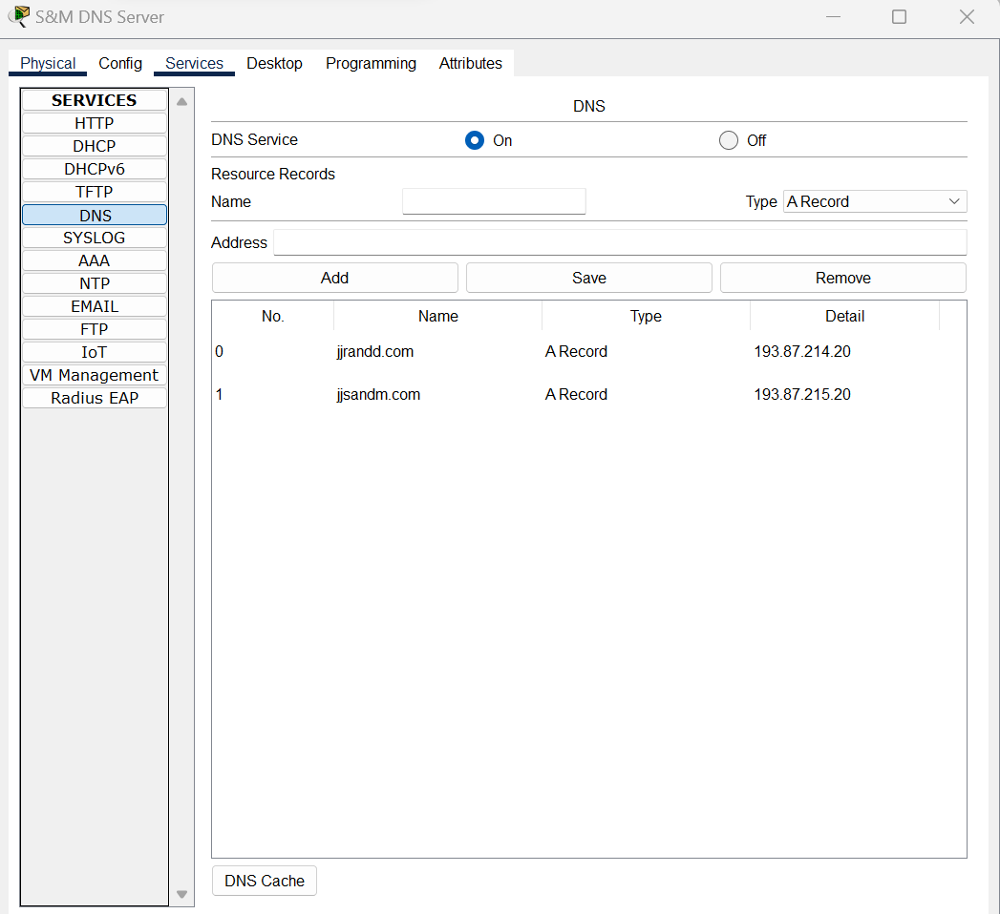 S&M DNS Server
Physical Config Services Desktop Programming Attributes
SERVICES
HTTP
DHCP
DHCPv6
TFTP
DNS
SYSLOG
AAA
NTP
EMAIL
FTP
IoT
VM Management
Radius EAP
DNS
DNS Service On Off
Resource Records
Name Type A Record
Address
Add Save Remove
No. Name Type Detail
0 jjrandd.com A Record 193.87.214.20
1 jjsandm.com A Record 193.87.215.20
DNS Cache